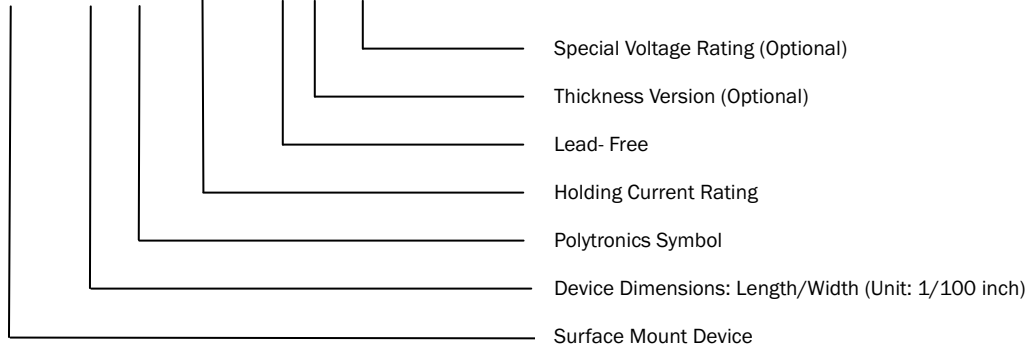 Special Voltage Rating (Optional)
Thickness Version (Optional)
Lead- Free
Holding Current Rating
Polytronics Symbol
Device Dimensions: Length/Width (Unit: 1/100 inch)
Surface Mount Device